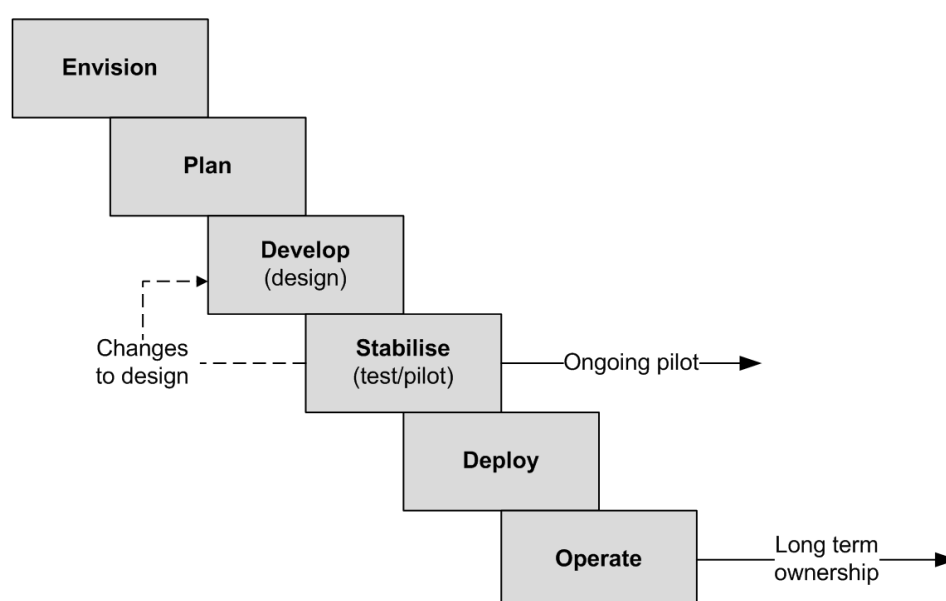 Envision
Plan
Develop
(design)
Changes
to design
Stabilise
(test/pilot)
Ongoing pilot
Deploy
Operate
Long term
ownership